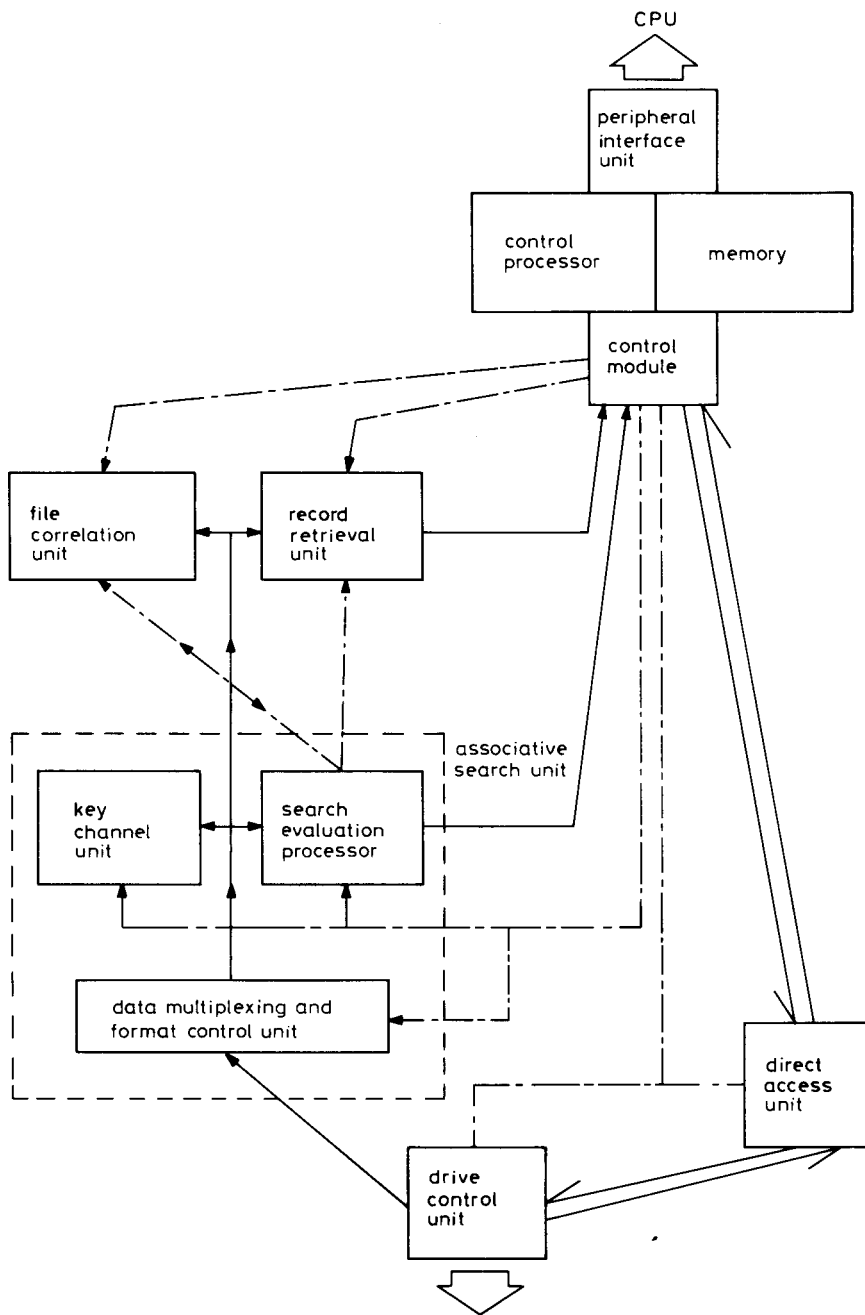 CPU
peripheral
interface
unit
control
processor
memory
control
module
file
correlation
unit
record
retrieval
unit
associative
search unit
key
channel
unit
search
evaluation
processor
data multiplexing and
format control unit
direct
access
unit
drive
control
unit